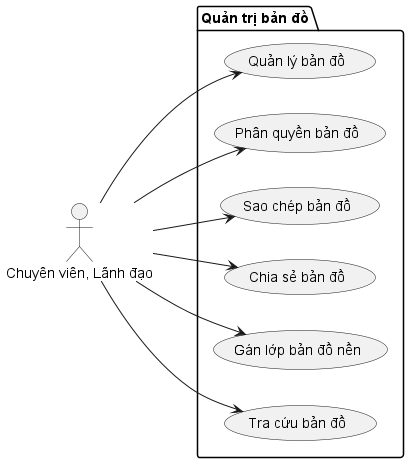 Quản trị bản đồ
Quản lý bản đồ
Phân quyền bản đồ
Sao chép bản đồ
Chia sẻ bản đồ
Gán lớp bản đồ nền
Tra cứu bản đồ
Chuyên viên, Lãnh đạo